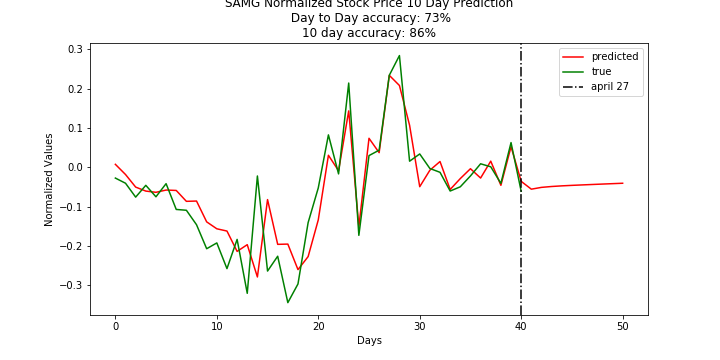 SAMG Normalized Stock Price 10 Day Prediction
Day to Day accuracy: 73%
10 day accuracy: 86%
predicted
true
april 27
0.3
0.2
0.1
0.0
−0.1
−0.2
−0.3
Normalized Values
0
10
20
30
40
50
Days